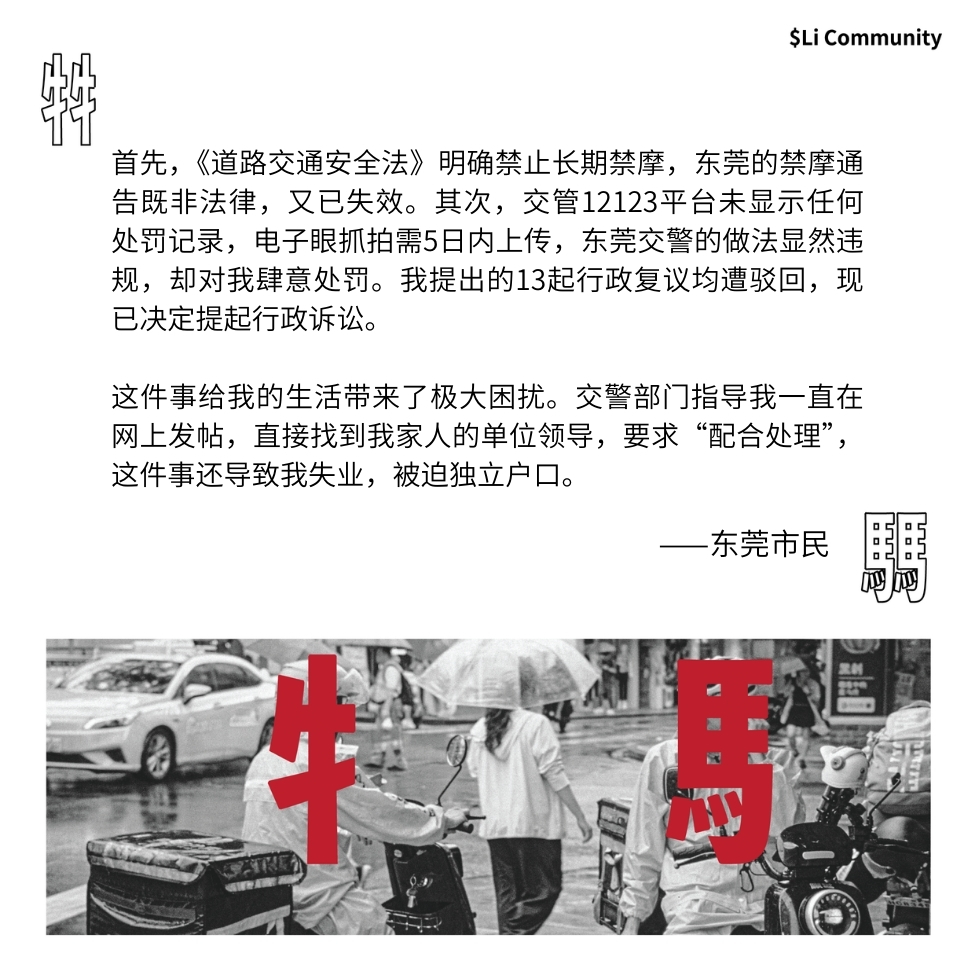 $Li Community
牜牜
首先，《道路交通安全法》明确禁止长期禁摩，东莞的禁摩通
告既非法律，又已失效。其次，交管12123平台未显示任何
处罚记录，电子眼抓拍需5日内上传，东莞交警的做法显然违
规，却对我肆意处罚。我提出的13起行政复议均遭驳回，现
已决定提起行政诉讼。
这件事给我的生活带来了极大困扰。交警部门指导我一直在
网上发帖，直接找到我家人的单位领导，要求“配合处理”，
这件事还导致我失业，被迫独立户口。
——东莞市民
馬馬
牜 馬